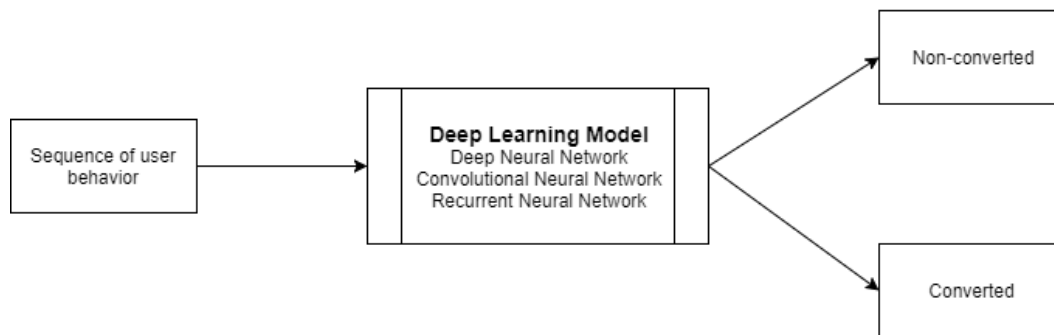 Sequence of user
behavior
Deep Learning Model
Deep Neural Network
Convolutional Neural Network
Recurrent Neural Network
Non-converted
Converted